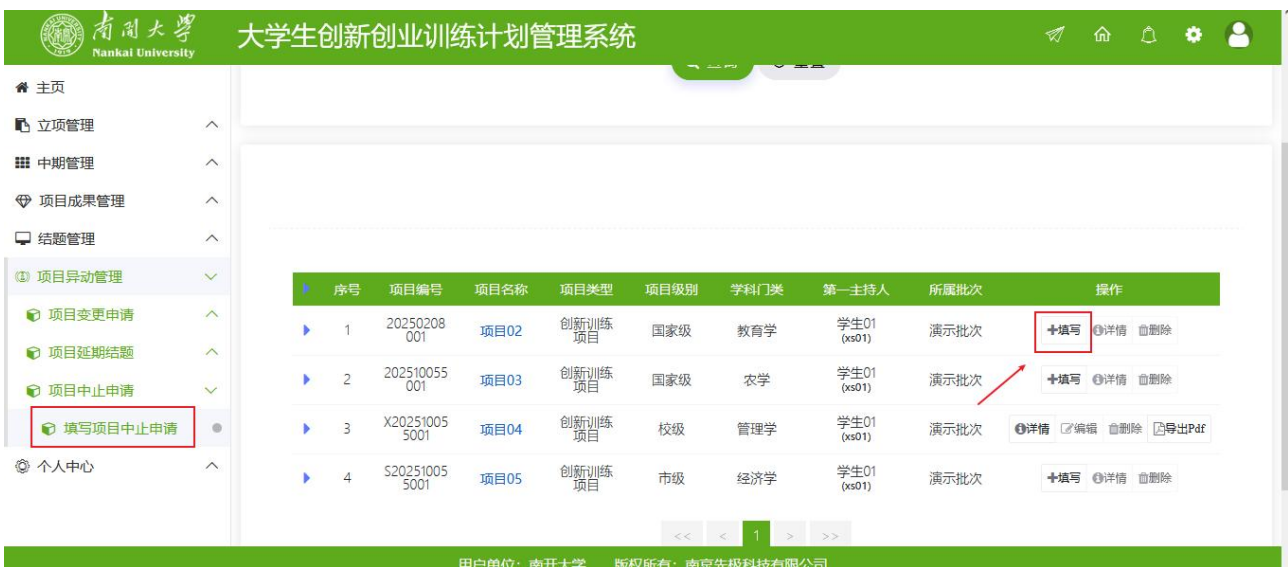 南开大学
Nankai University
大学生创新创业训练计划管理系统
主页
立项管理
中期管理
项目成果管理
结题管理
项目异动管理
项目变更申请
项目延期结题
项目中止申请
填写项目中止申请
个人中心
序号 项目编号 项目名称 项目类型 项目级别 学科门类 第一主持人 所属批次 操作
1 20250208001 项目02 创新训练项目 国家级 教育学 学生01 (xs01) 演示批次 填写 详情 删除
2 202510055001 项目03 创新训练项目 国家级 农学 学生01 (xs01) 演示批次 填写 详情 删除
3 X202510055001 项目04 创新训练项目 校级 管理学 学生01 (xs01) 演示批次 详情 编辑 删除 导出Pdf
4 S202510055001 项目05 创新训练项目 市级 经济学 学生01 (xs01) 演示批次 填写 详情 删除
<< < 1 > >>
用户单位：南开大学 版权所有：南京先极科技有限公司